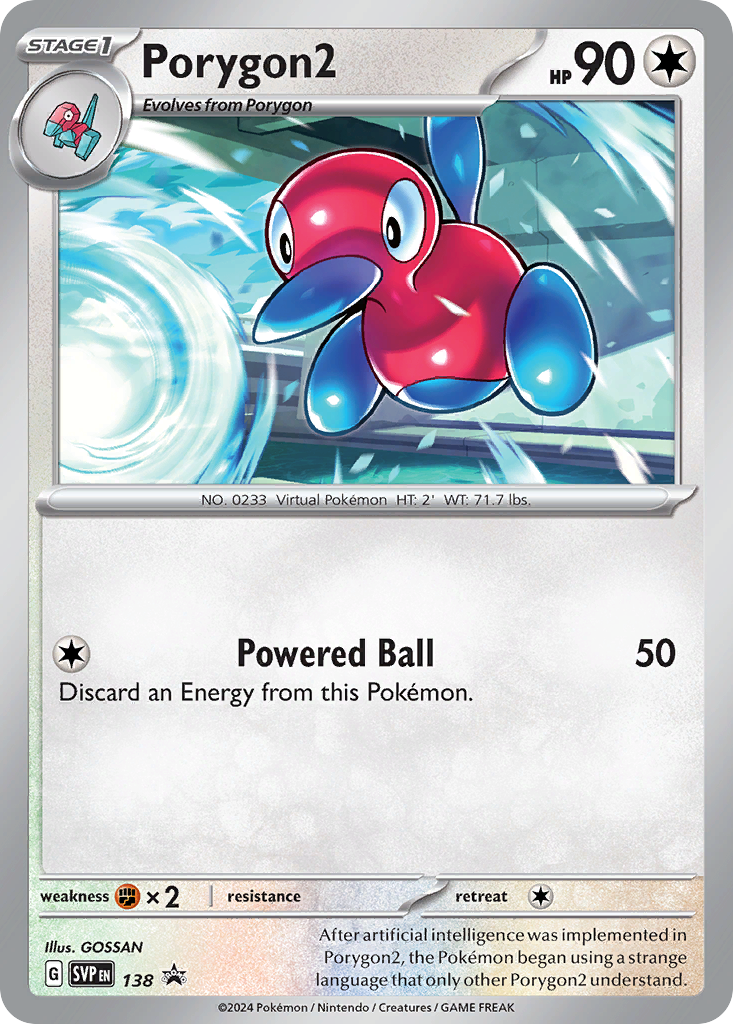 STAGE1
Porygon2
HP 90
Evolves from Porygon
NO. 0233 Virtual Pokémon HT: 2' WT: 71.7 lbs.
Powered Ball 50
Discard an Energy from this Pokémon.
weakness ×2 resistance retreat
Illus. GOSSAN
G SVP EN 138
After artificial intelligence was implemented in
Porygon2, the Pokémon began using a strange
language that only other Porygon2 understand.
©2024 Pokémon / Nintendo / Creatures / GAME FREAK